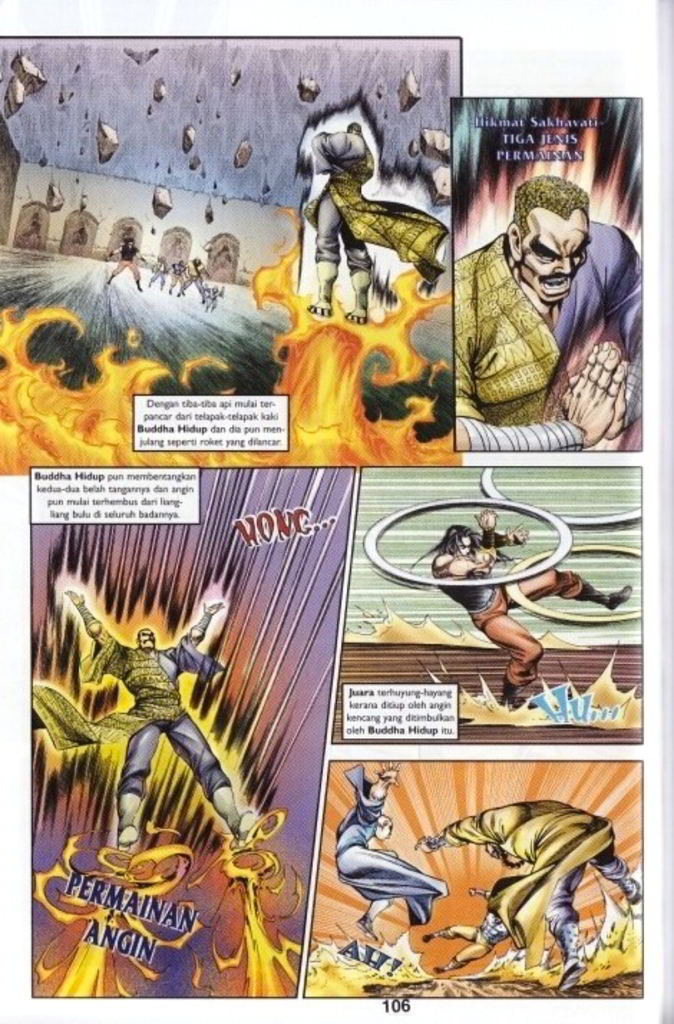 Hikmat Sakhavati-
TIGA JENIS
PERMAINAN
Dengan tiba-tiba api mulai ter-
pancar dari telapak-telapak kaki
Buddha Hidup dan dia pun men-
julang seperti roket yang dilancar.
Buddha Hidup pun membentangkan
kedua-dua belah tangannya dan angin
pun mulai terhembus dari liang-
liang bulu di seluruh badannya.
HONG...
Juara terhuyung-hayang
kerana ditiup oleh angin
kencang yang ditimbulkan
oleh Buddha Hidup itu.
HU...
PERMAINAN
ANGIN
AH!
106